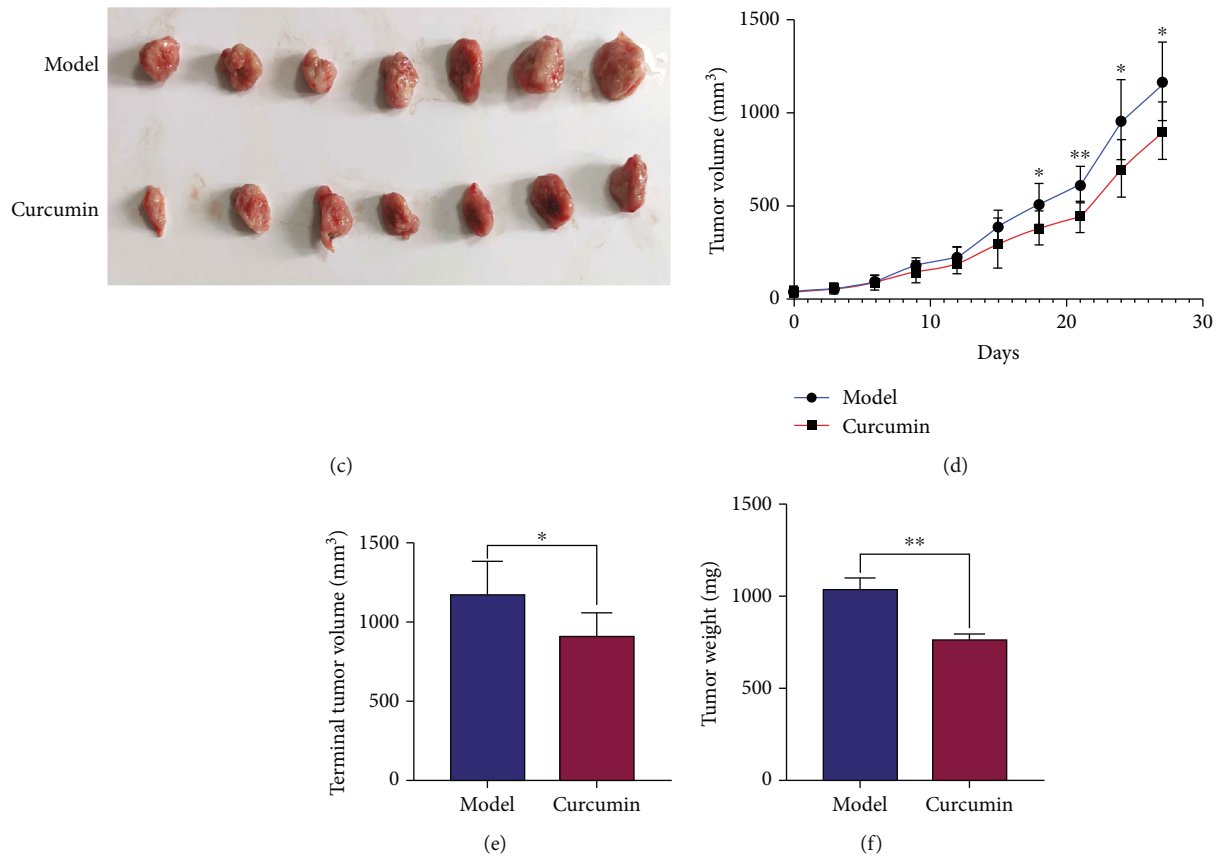 Model
Curcumin
(c)
Tumor volume (mm³)
1500
1000
500
0
*
**
*
*
0 10 20 30
Days
Model
Curcumin
(d)
Terminal tumor volume (mm³)
1500
1000
500
0
*
Model Curcumin
(e)
Tumor weight (mg)
1500
1000
500
0
**
Model Curcumin
(f)